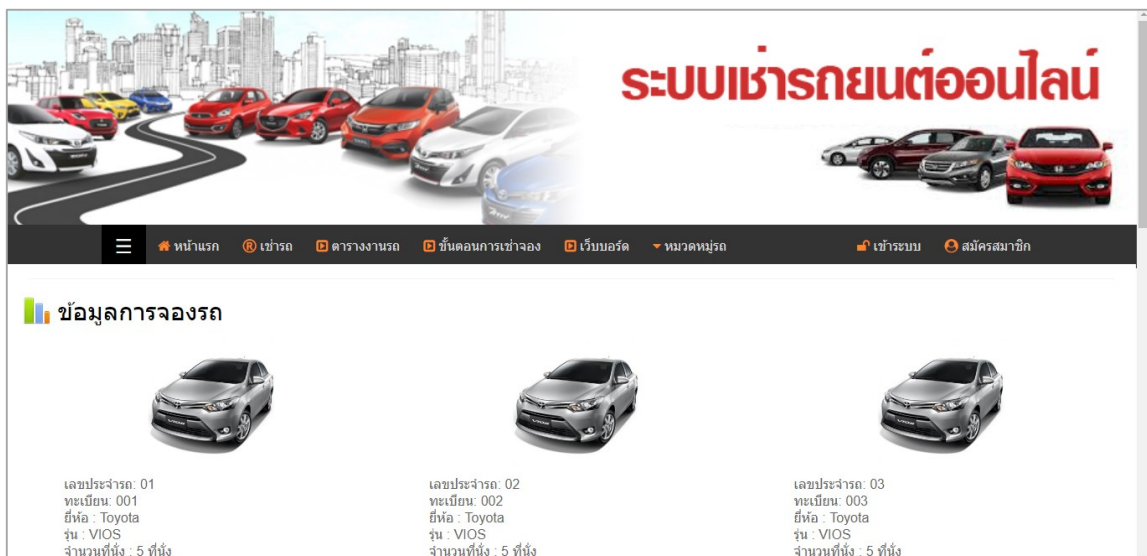 ระบบเช่ารถยนต์ออนไลน์
☰ หน้าแรก ® เช่ารถ ตารางงานรถ ขั้นตอนการเช่าจอง เว็บบอร์ด หมวดหมู่รถ เข้าระบบ สมัครสมาชิก
ข้อมูลการจองรถ
เลขประจำรถ: 01
ทะเบียน: 001
ยี่ห้อ : Toyota
รุ่น : VIOS
จำนวนที่นั่ง : 5 ที่นั่ง
เลขประจำรถ: 02
ทะเบียน: 002
ยี่ห้อ : Toyota
รุ่น : VIOS
จำนวนที่นั่ง : 5 ที่นั่ง
เลขประจำรถ: 03
ทะเบียน: 003
ยี่ห้อ : Toyota
รุ่น : VIOS
จำนวนที่นั่ง : 5 ที่นั่ง